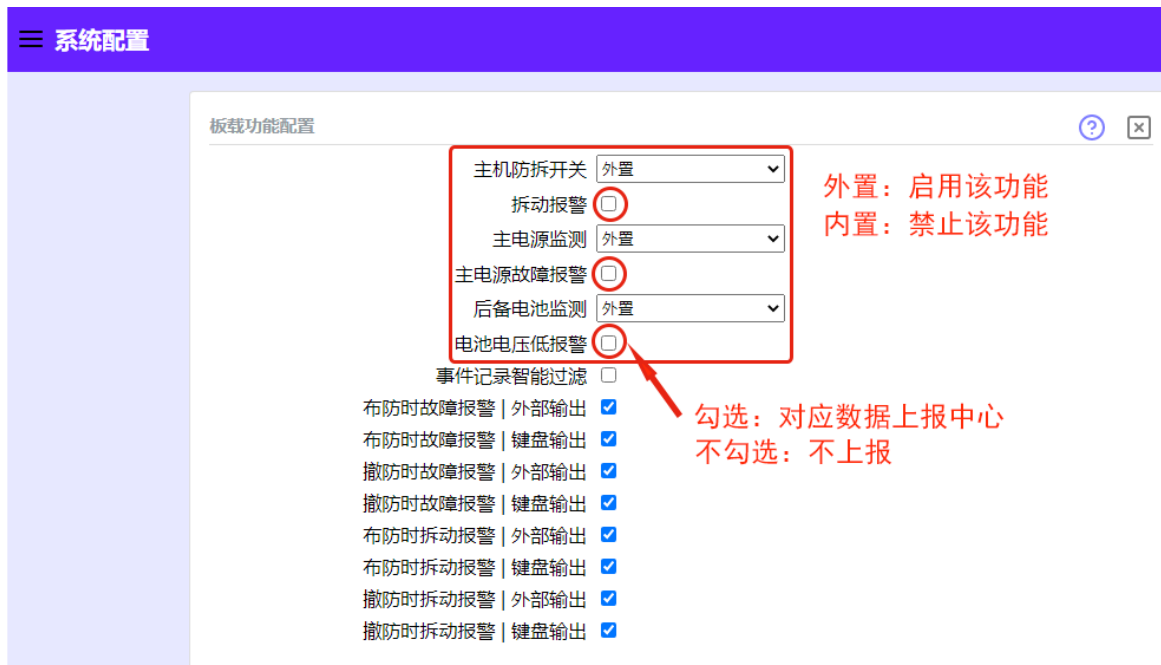 系统配置
板载功能配置
主机防拆开关 外置
拆动报警
主电源监测 外置
主电源故障报警
后备电池监测 外置
电池电压低报警
外置：启用该功能
内置：禁止该功能
事件记录智能过滤
布防时故障报警 | 外部输出
布防时故障报警 | 键盘输出
撤防时故障报警 | 外部输出
撤防时故障报警 | 键盘输出
布防时拆动报警 | 外部输出
布防时拆动报警 | 键盘输出
撤防时拆动报警 | 外部输出
撤防时拆动报警 | 键盘输出
勾选：对应数据上报中心
不勾选：不上报